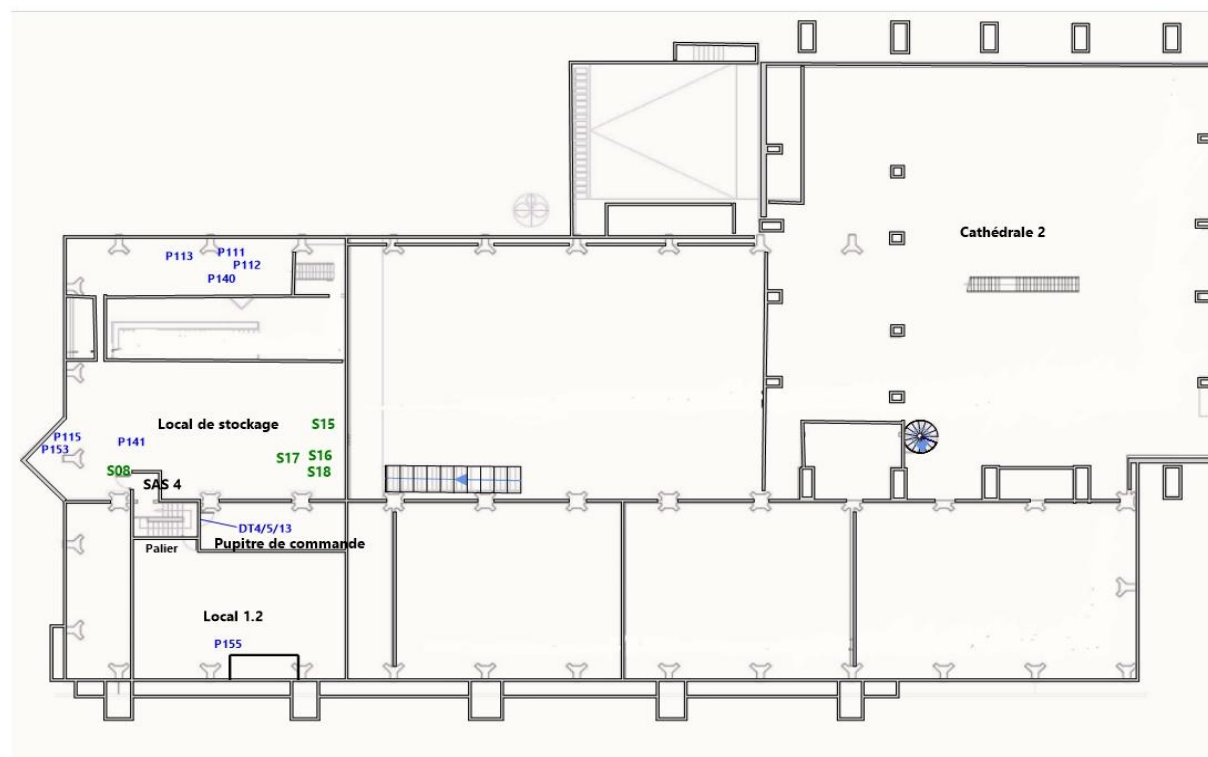 Cathédrale 2
P113
P111
P112
P140
Local de stockage
S15
P115
P153
P141
S17
S16
S08
S18
SAS 4
DT4/5/13
Pupitre de commande
Palier
Local 1.2
P155